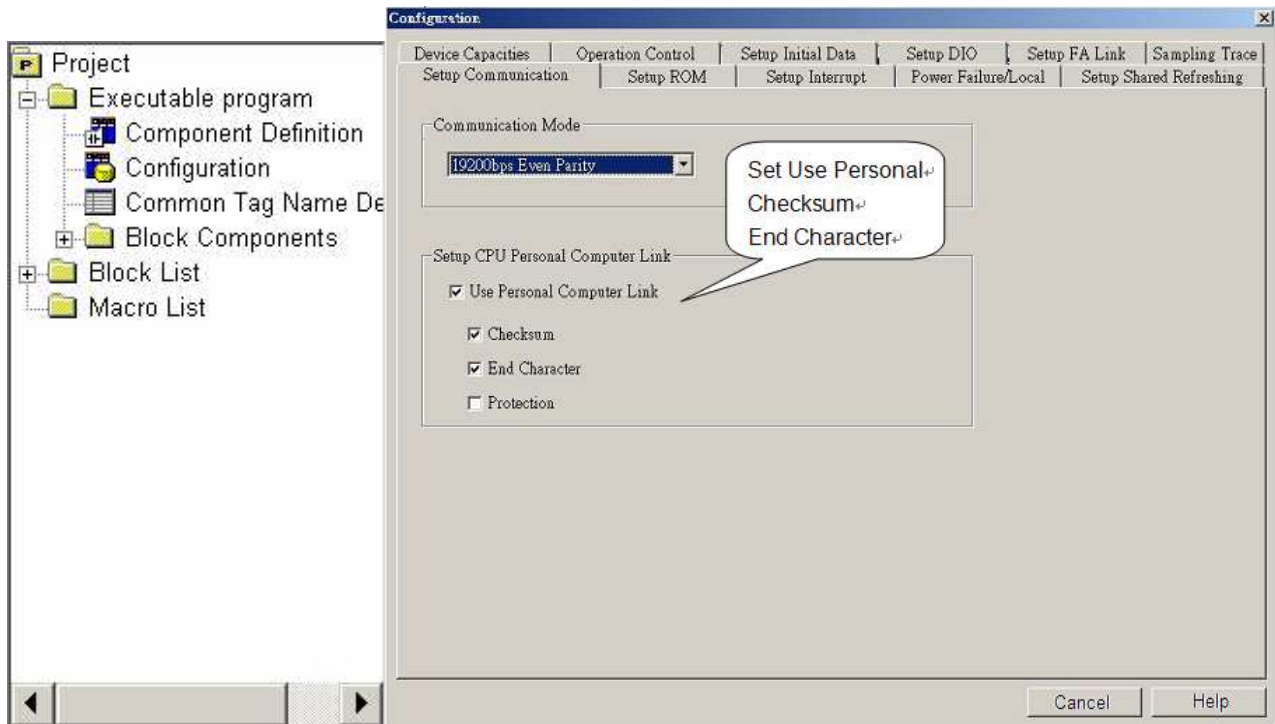 Project
Executable program
Component Definition
Configuration
Common Tag Name De
Block Components
Block List
Macro List
Configuration
Device Capacities
Operation Control
Setup Initial Data
Setup DIO
Setup FA Link
Sampling Trace
Setup Communication
Setup ROM
Setup Interrupt
Power Failure/Local
Setup Shared Refreshing
Communication Mode
19200bps Even Parity
Set Use Personal
Checksum
End Character
Setup CPU Personal Computer Link
Use Personal Computer Link
Checksum
End Character
Protection
Cancel
Help